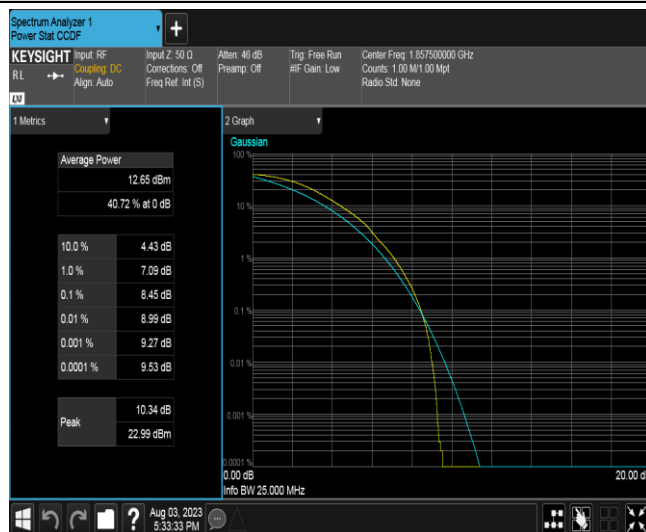 Spectrum Analyzer 1
Power Stat CCDF
+
KEYSIGHT
RL
LXI
Input: RF
Coupling: DC
Align: Auto
Input Z: 50 Ω
Corrections: Off
Freq Ref: Int (S)
Atten: 46 dB
Preamp: Off
Trig: Free Run
#IF Gain: Low
Center Freq: 1.857500000 GHz
Counts: 1.00 M/1.00 Mpt
Radio Std: None
1 Metrics
Average Power
12.65 dBm
40.72 % at 0 dB
10.0 % 4.43 dB
1.0 % 7.09 dB
0.1 % 8.45 dB
0.01 % 8.99 dB
0.001 % 9.27 dB
0.0001 % 9.53 dB
Peak
10.34 dB
22.99 dBm
2 Graph
Gaussian
100 %
10 %
1 %
0.1 %
0.01 %
0.001 %
0.0001 %
0.00 dB 20.00 d
Info BW 25.000 MHz
?
Aug 03, 2023
5:33:33 PM